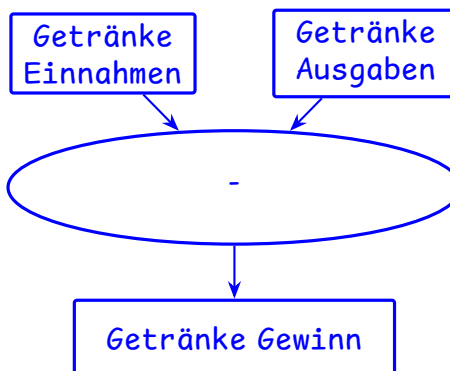 Getränke
Einnahmen
Getränke
Ausgaben
-
Getränke Gewinn